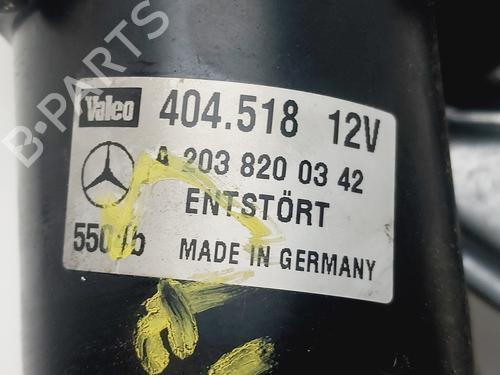 B-PARTS
Valeo 404.518 12V
A 203 820 03 42
ENTSTÖRT
MADE IN GERMANY